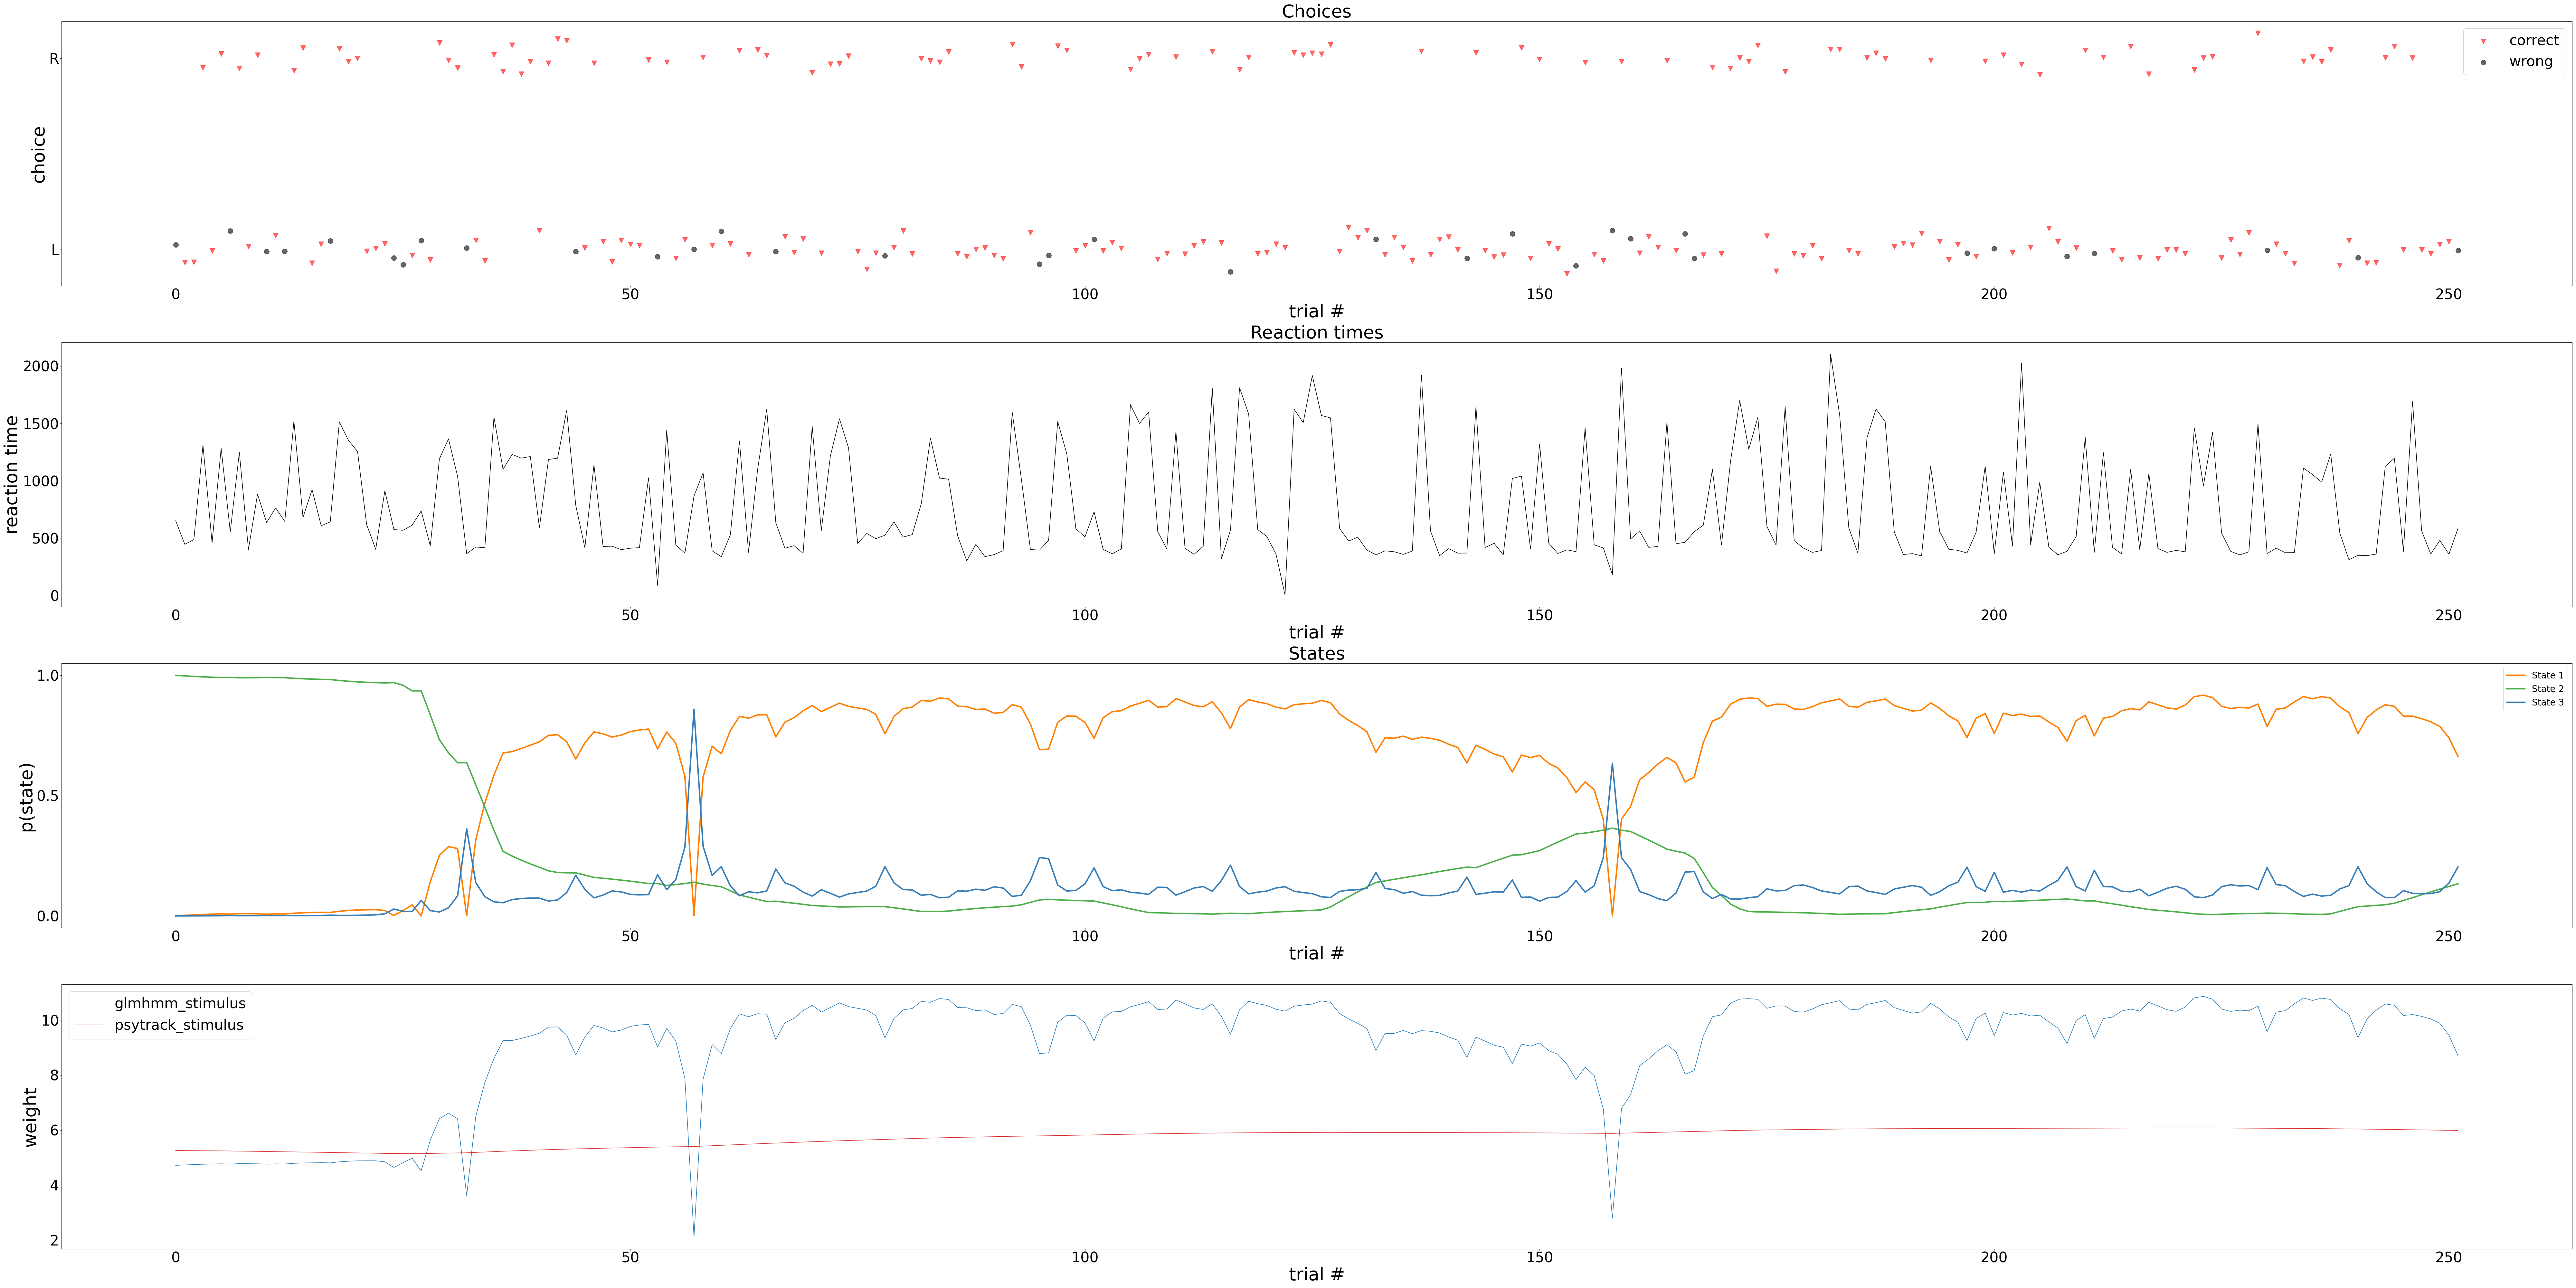 Choices
R
correct
wrong
choice
L
0 50 100 150 200 250
trial #
Reaction times
2000
1500
1000
500
0
reaction time
0 50 100 150 200 250
trial #
States
1.0
State 1
State 2
State 3
0.5
p(state)
0.0
0 50 100 150 200 250
trial #
glmhmm_stimulus
psytrack_stimulus
10
8
6
4
2
weight
0 50 100 150 200 250
trial #